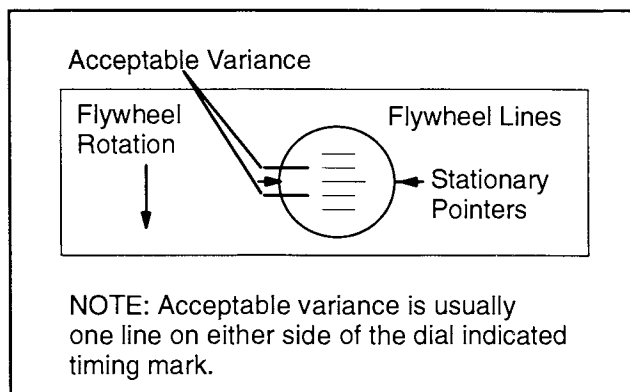 Acceptable Variance
Flywheel
Rotation
Flywheel Lines
Stationary
Pointers
NOTE: Acceptable variance is usually
one line on either side of the dial indicated
timing mark.